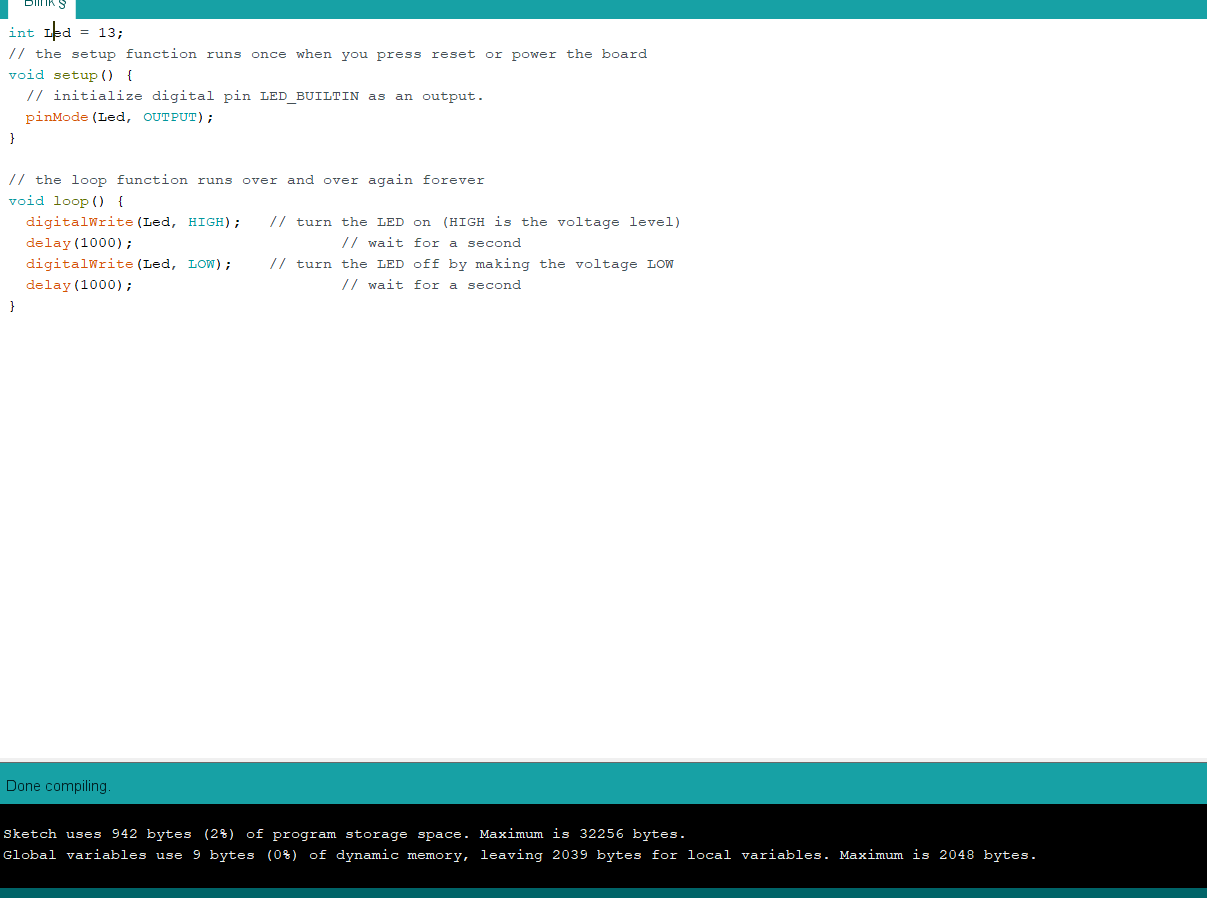 Blink §
int Led = 13;
// the setup function runs once when you press reset or power the board
void setup() {
  // initialize digital pin LED_BUILTIN as an output.
  pinMode(Led, OUTPUT);
}

// the loop function runs over and over again forever
void loop() {
  digitalWrite(Led, HIGH);   // turn the LED on (HIGH is the voltage level)
  delay(1000);                       // wait for a second
  digitalWrite(Led, LOW);    // turn the LED off by making the voltage LOW
  delay(1000);                       // wait for a second
}
Done compiling.
Sketch uses 942 bytes (2%) of program storage space. Maximum is 32256 bytes.
Global variables use 9 bytes (0%) of dynamic memory, leaving 2039 bytes for local variables. Maximum is 2048 bytes.